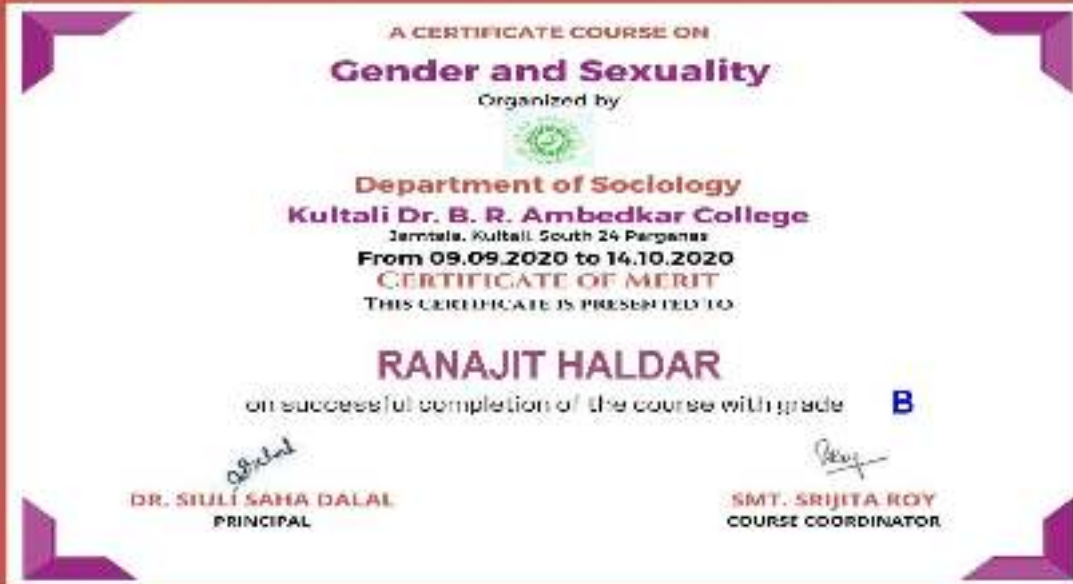 A CERTIFICATE COURSE ON
Gender and Sexuality
Organized by
Department of Sociology
Kultali Dr. B. R. Ambedkar College
Jamtala, Kultali, South 24 Parganas
From 09.09.2020 to 14.10.2020
CERTIFICATE OF MERIT
THIS CERTIFICATE IS PRESENTED TO
RANAJIT HALDAR
on successful completion of the course with grade B
DR. SIULI SAHA DALAL
PRINCIPAL
SMT. SRIJITA ROY
COURSE COORDINATOR